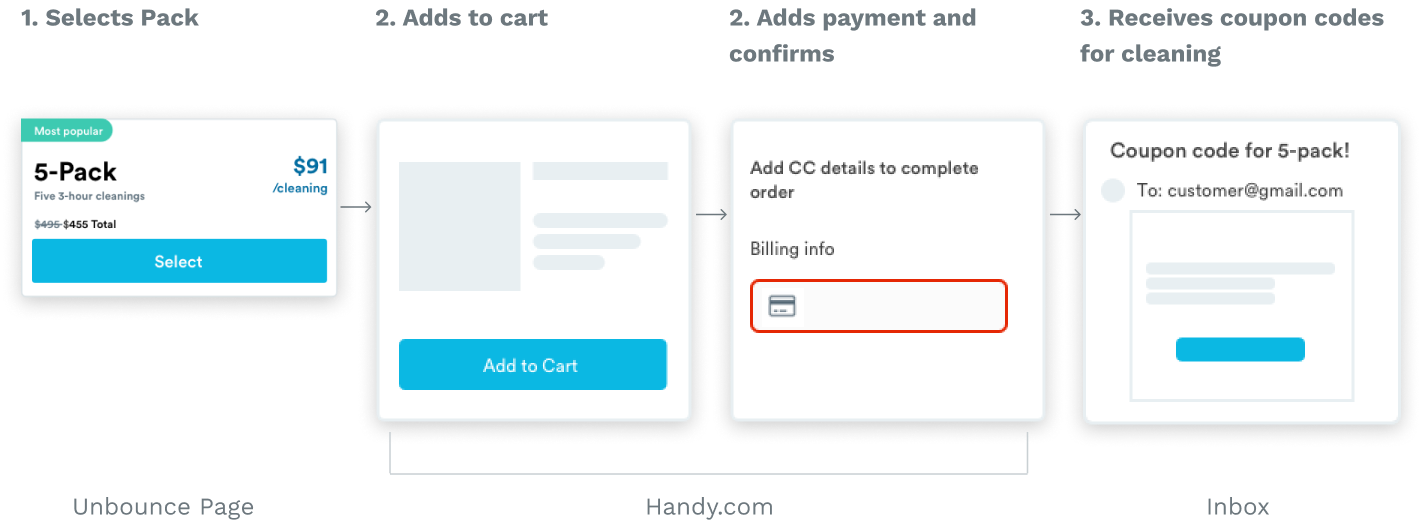 1. Selects Pack
2. Adds to cart
2. Adds payment and
confirms
3. Receives coupon codes
for cleaning
Most popular
5-Pack
$91
Five 3-hour cleanings
/cleaning
$495 $455 Total
Select
Add to Cart
Add CC details to complete
order
Billing info
Coupon code for 5-pack!
To: customer@gmail.com
Unbounce Page
Handy.com
Inbox